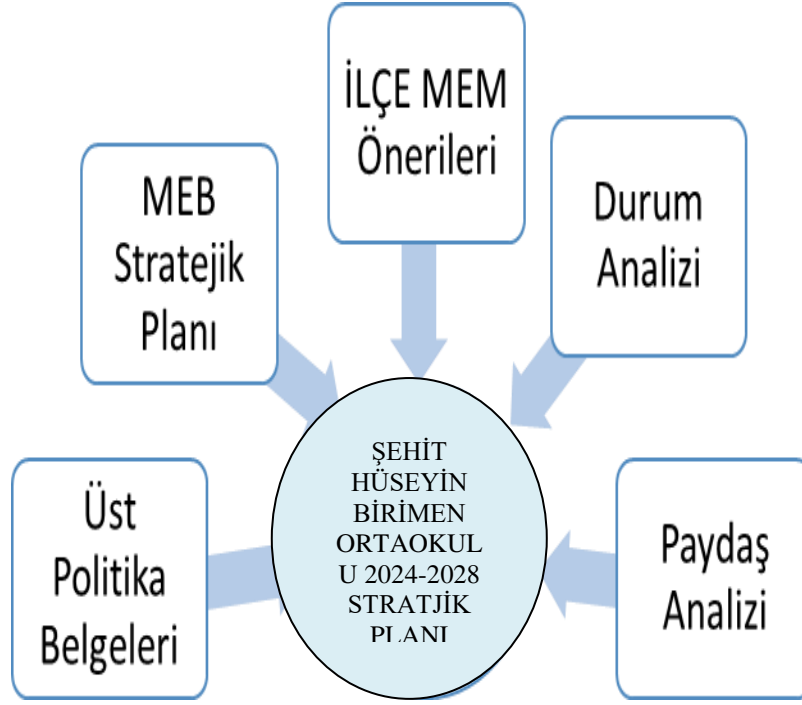 İLÇE MEM
Önerileri
MEB
Stratejik
Planı
Durum
Analizi
Üst
Politika
Belgeleri
ŞEHİT
HÜSEYİN
BİRİMEN
ORTAOKUL
U 2024-2028
STRATJİK
PLANI
Paydaş
Analizi